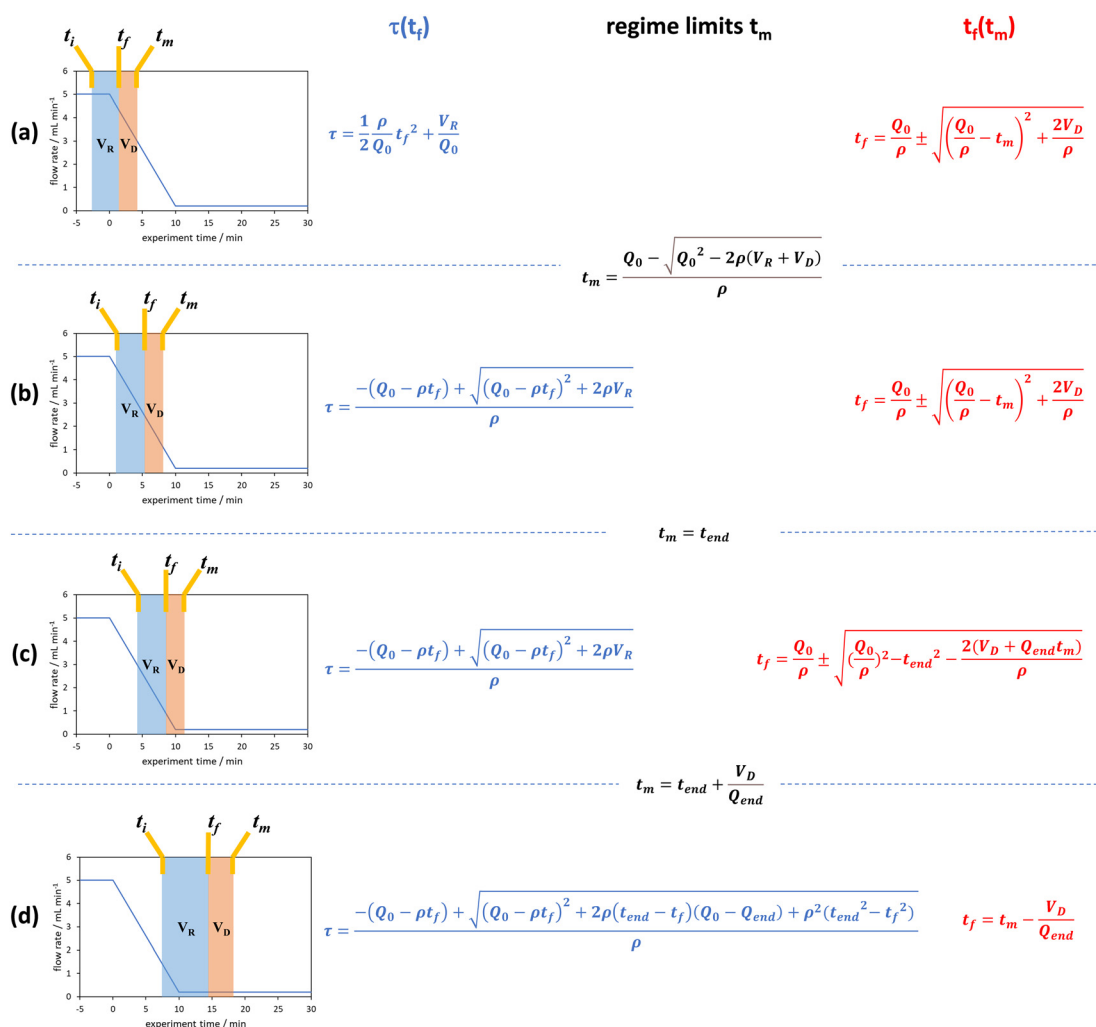 τ(t_f) regime limits t_m t_f(t_m)
(a)
t_i t_f t_m
flow rate / mL min⁻¹
6
5
4
3
2
1
0
V_R V_D
-5 0 5 10 15 20 25 30
experiment time / min
τ = 1/2 ρ/Q_0 t_f² + V_R/Q_0
t_f = Q_0/ρ ± √((Q_0/ρ − t_m)² + 2V_D/ρ)
t_m = (Q_0 − √(Q_0² − 2ρ(V_R + V_D)))/ρ
(b)
t_i t_f t_m
flow rate / mL min⁻¹
6
5
4
3
2
1
0
V_R V_D
-5 0 5 10 15 20 25 30
experiment time / min
τ = (−(Q_0 − ρt_f) + √((Q_0 − ρt_f)² + 2ρV_R))/ρ
t_f = Q_0/ρ ± √((Q_0/ρ − t_m)² + 2V_D/ρ)
t_m = t_end
(c)
t_i t_f t_m
flow rate / mL min⁻¹
6
5
4
3
2
1
0
V_R V_D
-5 0 5 10 15 20 25 30
experiment time / min
τ = (−(Q_0 − ρt_f) + √((Q_0 − ρt_f)² + 2ρV_R))/ρ
t_f = Q_0/ρ ± √((Q_0/ρ)² − t_end² − 2(V_D + Q_end t_m)/ρ)
t_m = t_end + V_D/Q_end
(d)
t_i t_f t_m
flow rate / mL min⁻¹
6
5
4
3
2
1
0
V_R V_D
-5 0 5 10 15 20 25 30
experiment time / min
τ = (−(Q_0 − ρt_f) + √((Q_0 − ρt_f)² + 2ρ(t_end − t_f)(Q_0 − Q_end) + ρ²(t_end² − t_f²)))/ρ
t_f = t_m − V_D/Q_end